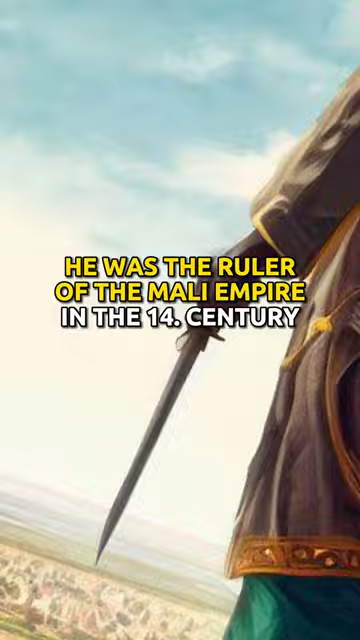 HE WAS THE RULER
OF THE MALI EMPIRE
IN THE 14. CENTURY